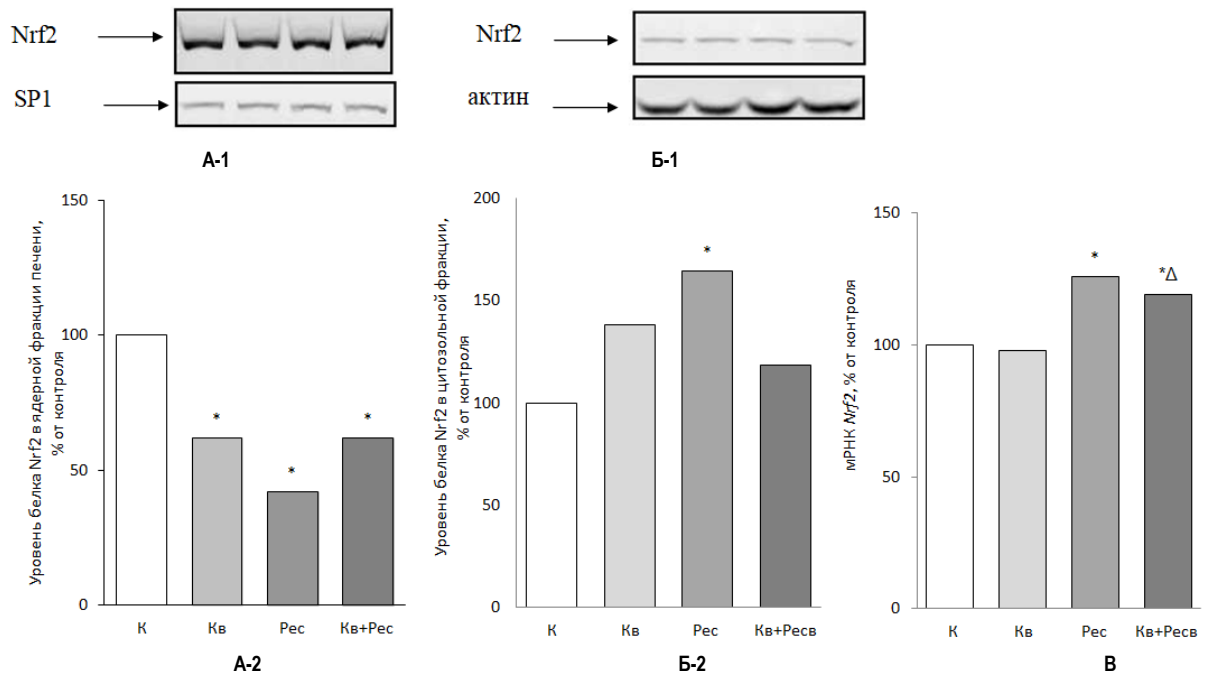 Nrf2
SP1
А-1
Nrf2
актин
Б-1
Уровень белка Nrf2 в ядерной фракции печени,
% от контроля
150
100
50
0
*
*
*
К Кв Рес Кв+Рес
А-2
Уровень белка Nrf2 в цитозольной фракции,
% от контроля
200
150
100
50
0
*
К Кв Рес Кв+Ресв
Б-2
мРНК Nrf2, % от контроля
150
100
50
0
*
*Δ
К Кв Рес Кв+Ресв
В